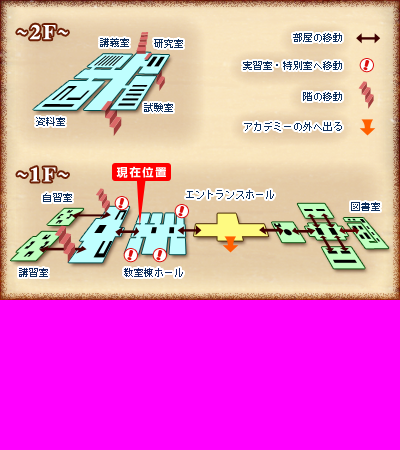 ~2F~
講義室
研究室
資料室
試験室
部屋の移動
実習室・特別室へ移動
階の移動
アカデミーの外へ出る
~1F~
現在位置
自習室
エントランスホール
図書室
講習室
教室棟ホール